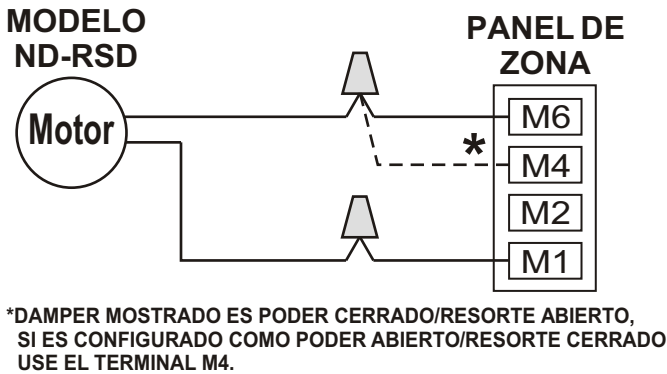 MODELO
ND-RSD
PANEL DE
ZONA
Motor
M6
*
M4
M2
M1
*DAMPER MOSTRADO ES PODER CERRADO/RESORTE ABIERTO,
SI ES CONFIGURADO COMO PODER ABIERTO/RESORTE CERRADO
USE EL TERMINAL M4.